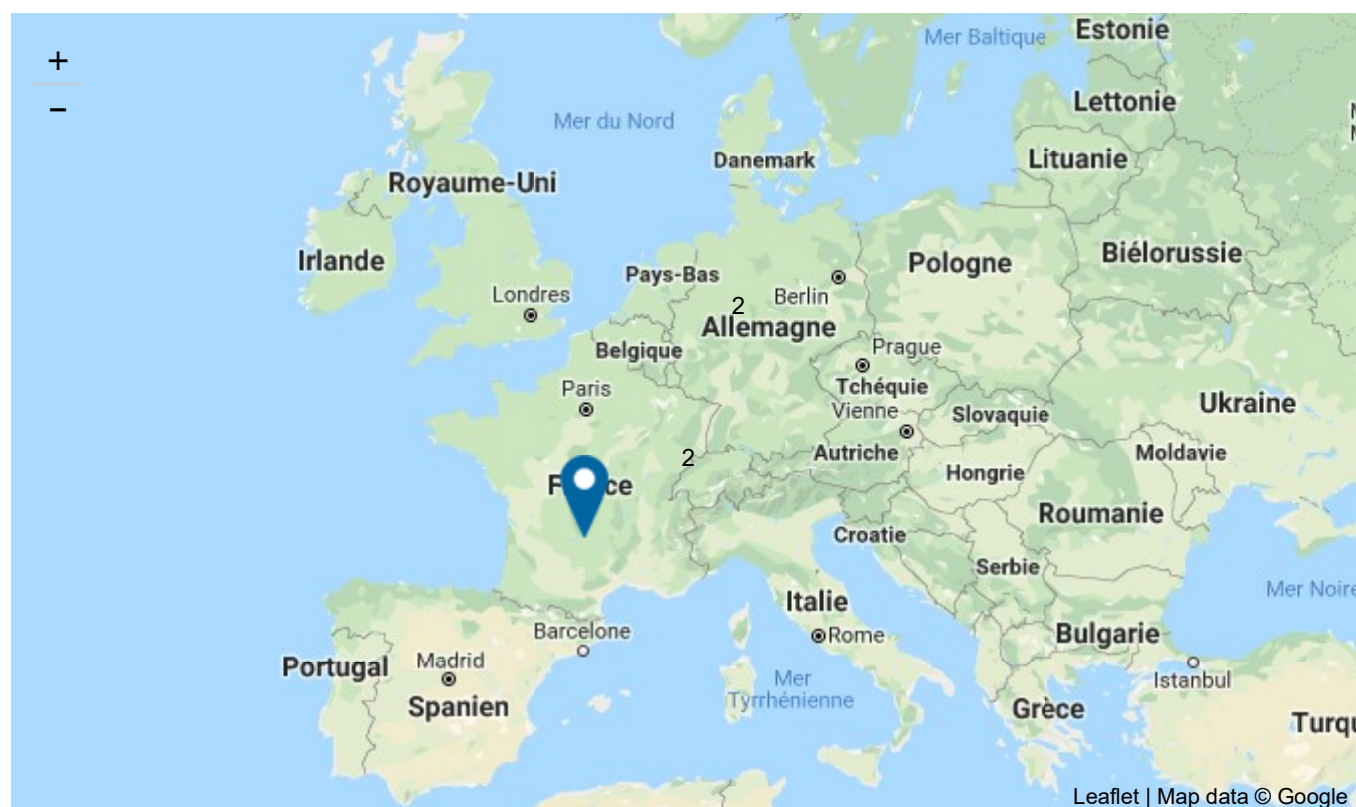 Mer Baltique
Estonie
+
-
Lettonie
Mer du Nord
Danemark
Lituanie
Royaume-Uni
Biélorussie
Irlande
Pologne
Pays-Bas
Londres
Berlin
2
Allemagne
Belgique
Prague
Tchéquie
Paris
Ukraine
Vienne
Slovaquie
Autriche
Moldavie
2
Hongrie
Roumanie
Croatie
Serbie
Mer Noire
Italie
Barcelone
Rome
Bulgarie
Portugal
Madrid
Istanbul
Mer
Tyrrhénienne
Spanien
Grèce
Turqu
Leaflet | Map data © Google